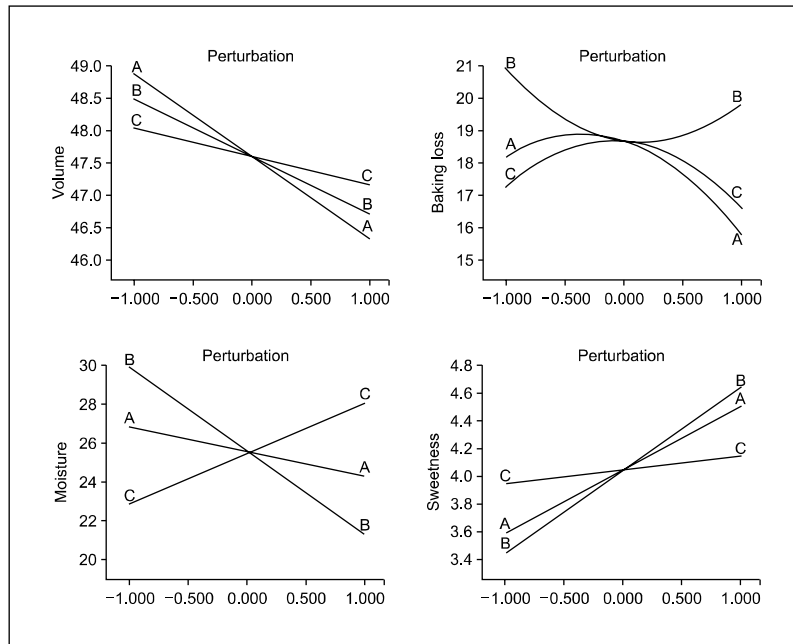 Perturbation
Volume
49.0
48.5
48.0
47.5
47.0
46.5
46.0
A
B
C
C
B
A
−1.000 −0.500 0.000 0.500 1.000
Perturbation
Baking loss
21
20
19
18
17
16
15
B
A
C
B
C
A
−1.000 −0.500 0.000 0.500 1.000
Perturbation
Moisture
30
28
26
24
22
20
B
A
C
C
A
B
−1.000 −0.500 0.000 0.500 1.000
Perturbation
Sweetness
4.8
4.6
4.4
4.2
4.0
3.8
3.6
3.4
C
A
B
B
A
C
−1.000 −0.500 0.000 0.500 1.000